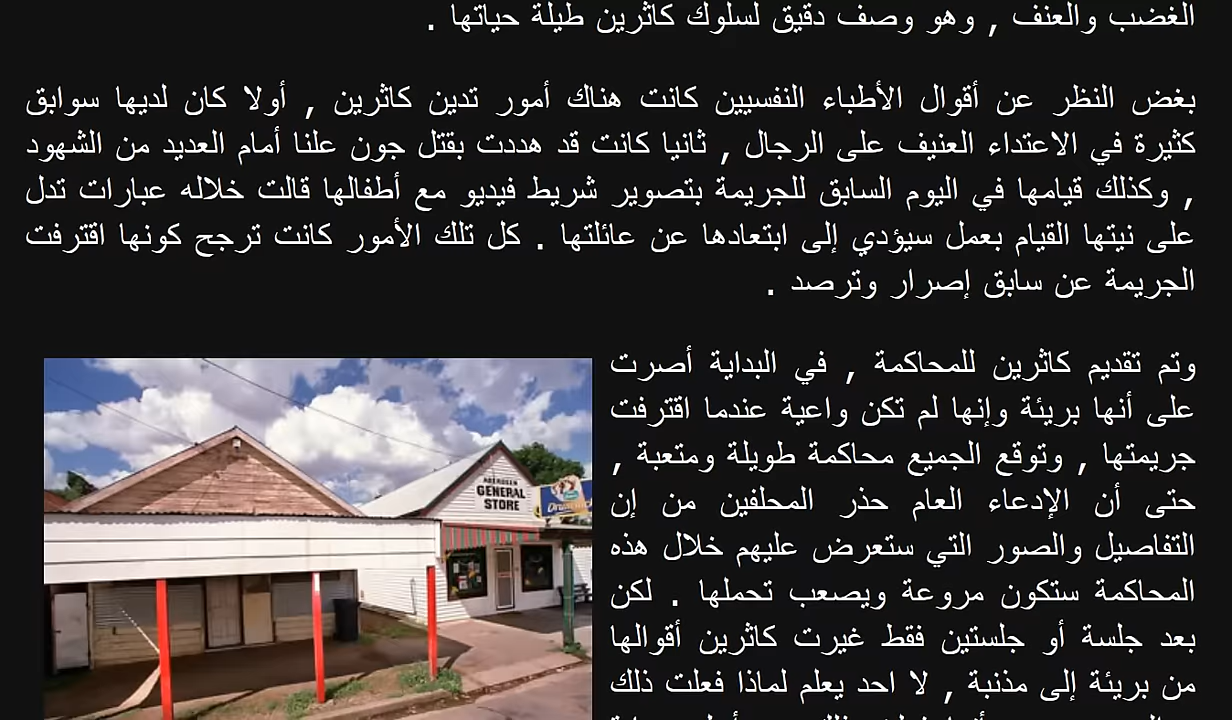 الغضب والعنف , وهو وصف دقيق لسلوك كاثرين طيلة حياتها .
بغض النظر عن أقوال الأطباء النفسيين كانت هناك أمور تدين كاثرين , أولا كان لديها سوابق
كثيرة في الاعتداء العنيف على الرجال , ثانيا كانت قد هددت بقتل جون علنا أمام العديد من الشهود
, وكذلك قيامها في اليوم السابق للجريمة بتصوير شريط فيديو مع أطفالها قالت خلاله عبارات تدل
على نيتها القيام بعمل سيؤدي إلى ابتعادها عن عائلتها . كل تلك الأمور كانت ترجح كونها اقترفت
الجريمة عن سابق إصرار وترصد .
وتم تقديم كاثرين للمحاكمة , في البداية أصرت
على أنها بريئة وإنها لم تكن واعية عندما اقترفت
جريمتها , وتوقع الجميع محاكمة طويلة ومتعبة ,
حتى أن الإدعاء العام حذر المحلفين من إن
التفاصيل والصور التي ستعرض عليهم خلال هذه
المحاكمة ستكون مروعة ويصعب تحملها . لكن
بعد جلسة أو جلستين فقط غيرت كاثرين أقوالها
من بريئة إلى مذنبة , لا احد يعلم لماذا فعلت ذلك
ABERDEEN
GENERAL
STORE